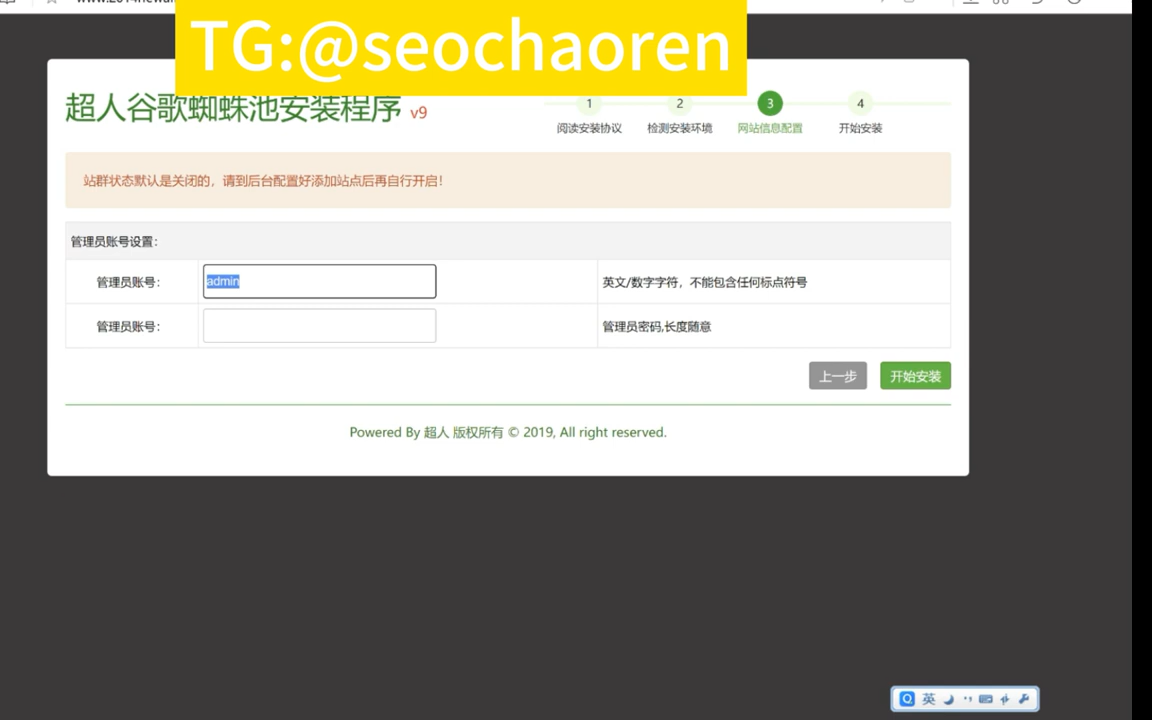 TG:@seochaoren
超人谷歌蜘蛛池安装程序 v9
1
2
3
4
阅读安装协议
检测安装环境
网站信息配置
开始安装
站群状态默认是关闭的，请到后台配置好添加站点后再自行开启！
管理员账号设置：
管理员账号：
admin
英文/数字字符，不能包含任何标点符号
管理员账号：
管理员密码,长度随意
上一步
开始安装
Powered By 超人 版权所有 © 2019, All right reserved.
英